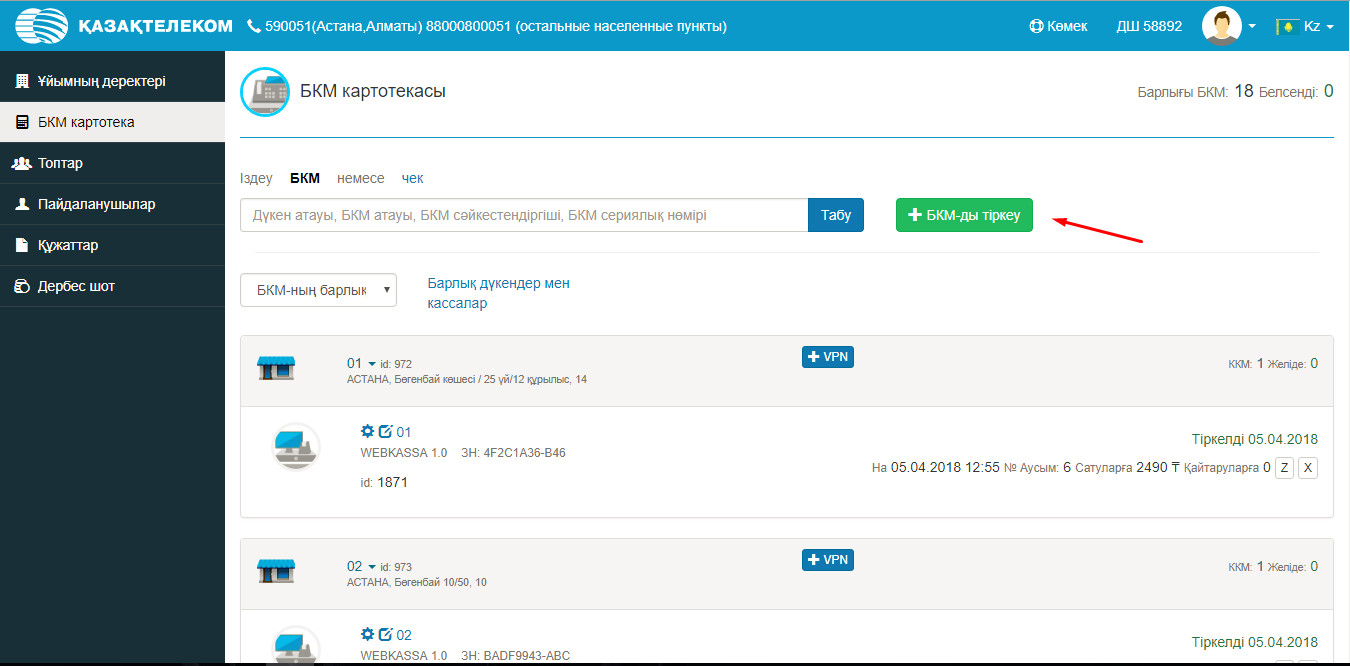 ҚАЗАҚТЕЛЕКОМ 590051(Астана,Алматы) 88000800051 (остальные населенные пункты) Көмек ДШ 58892 Kz
Ұйымның деректері
БКМ картотека
Топтар
Пайдаланушылар
Құжаттар
Дербес шот
БКМ картотекасы
Барлығы БКМ: 18 Белсенді: 0
Іздеу БКМ немесе чек
Дүкен атауы, БКМ атауы, БКМ сәйкестендіргіші, БКМ сериялық нөмірі Табу БКМ-ды тіркеу
БКМ-ның барлық
Барлық дүкендер мен
кассалар
01 id: 972 VPN ККМ: 1 Желіде: 0
АСТАНА, Бөгенбай көшесі / 25 үй/12 құрылыс, 14
01
WEBKASSA 1.0 ЗН: 4F2C1A36-B46
id: 1871
Тіркелді 05.04.2018
На 05.04.2018 12:55 № Аусым: 6 Сатуларға 2490 ₸ Қайтаруларға 0 Z X
02 id: 973 VPN ККМ: 1 Желіде: 0
АСТАНА, Бөгенбай 10/50, 10
02
WEBKASSA 1.0 ЗН: BADF9943-ABC
Тіркелді 05.04.2018